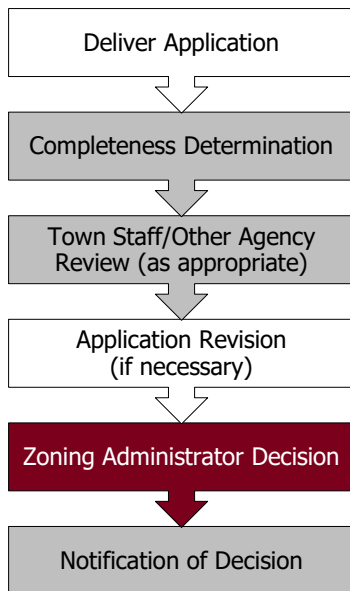 Deliver Application
Completeness Determination
Town Staff/Other Agency
Review (as appropriate)
Application Revision
(if necessary)
Zoning Administrator Decision
Notification of Decision